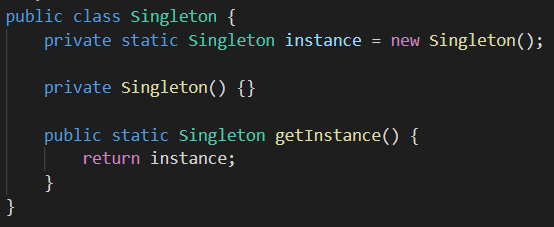 public class Singleton {
    private static Singleton instance = new Singleton();

    private Singleton() {}

    public static Singleton getInstance() {
        return instance;
    }
}